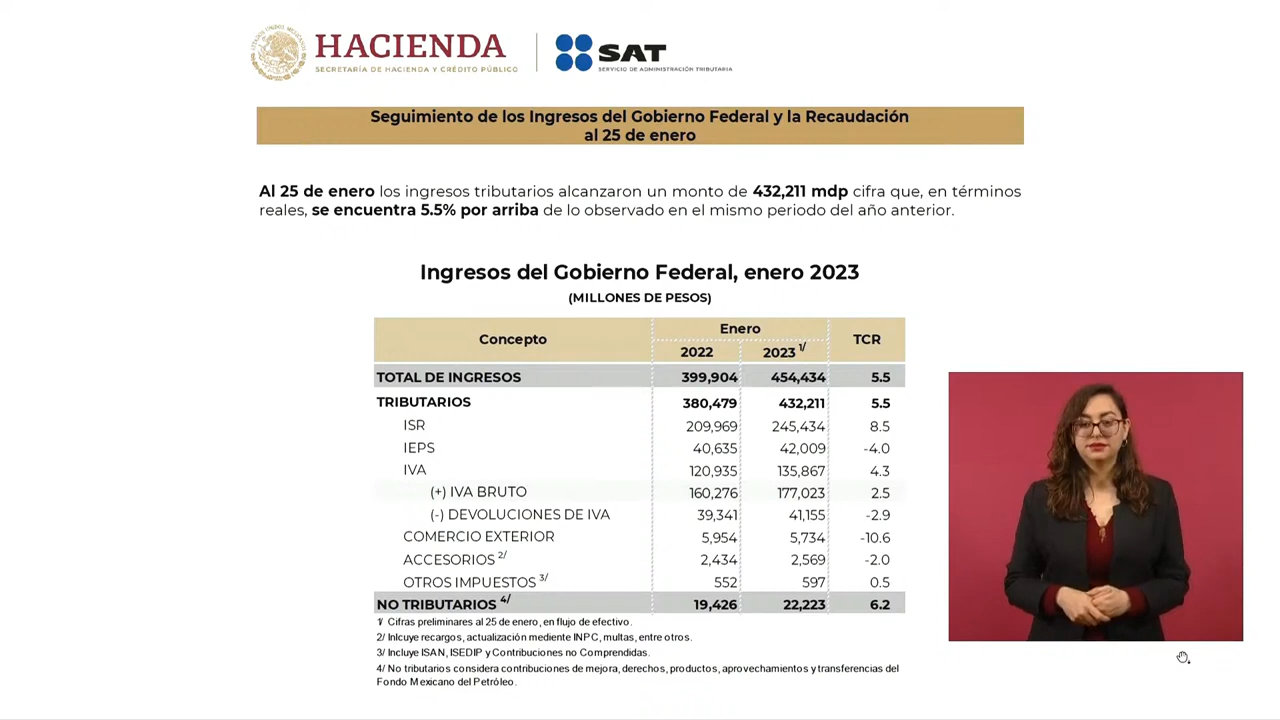 HACIENDA
SECRETARÍA DE HACIENDA Y CRÉDITO PÚBLICO
SAT
SERVICIO DE ADMINISTRACIÓN TRIBUTARIA
Seguimiento de los Ingresos del Gobierno Federal y la Recaudación
al 25 de enero
Al 25 de enero los ingresos tributarios alcanzaron un monto de 432,211 mdp cifra que, en términos
reales, se encuentra 5.5% por arriba de lo observado en el mismo periodo del año anterior.
Ingresos del Gobierno Federal, enero 2023
(MILLONES DE PESOS)
Concepto Enero TCR
2022 2023 1/
TOTAL DE INGRESOS 399,904 454,434 5.5
TRIBUTARIOS 380,479 432,211 5.5
ISR 209,969 245,434 8.5
IEPS 40,635 42,009 -4.0
IVA 120,935 135,867 4.3
(+) IVA BRUTO 160,276 177,023 2.5
(-) DEVOLUCIONES DE IVA 39,341 41,155 -2.9
COMERCIO EXTERIOR 5,954 5,734 -10.6
ACCESORIOS 2/ 2,434 2,569 -2.0
OTROS IMPUESTOS 3/ 552 597 0.5
NO TRIBUTARIOS 4/ 19,426 22,223 6.2
1/ Cifras preliminares al 25 de enero, en flujo de efectivo.
2/ Inlcuye recargos, actualización mediente INPC, multas, entre otros.
3/ Incluye ISAN, ISEDIP y Contribuciones no Comprendidas.
4/ No tributarios considera contribuciones de mejora, derechos, productos, aprovechamientos y transferencias del
Fondo Mexicano del Petróleo.